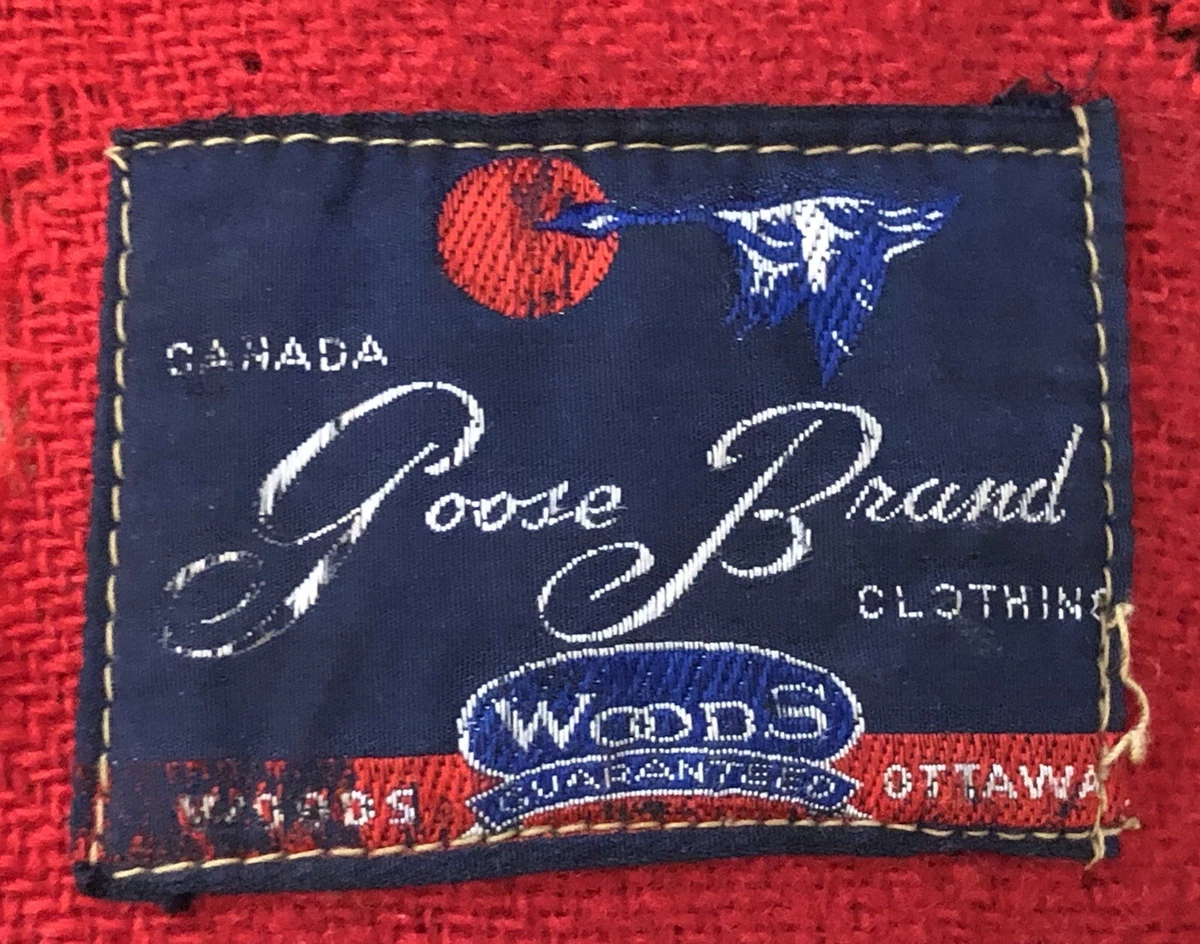 CANADA
Goose Brand
CLOTHING
WOODS
GUARANTEED
WOODS OTTAWA